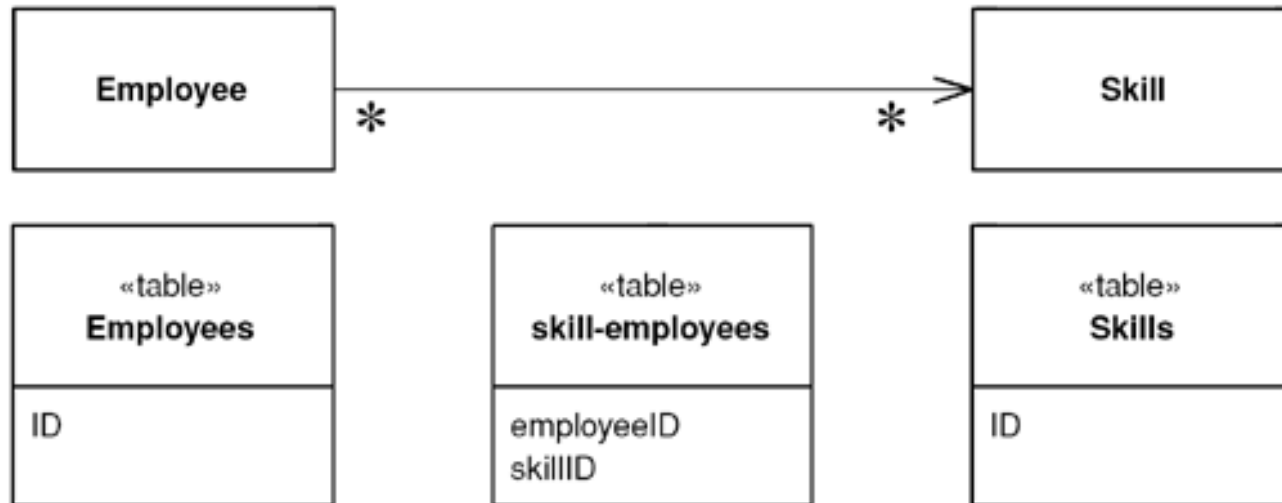 Employee
Skill
*
*
«table»
Employees
«table»
skill-employees
«table»
Skills
ID
employeeID
skillID
ID